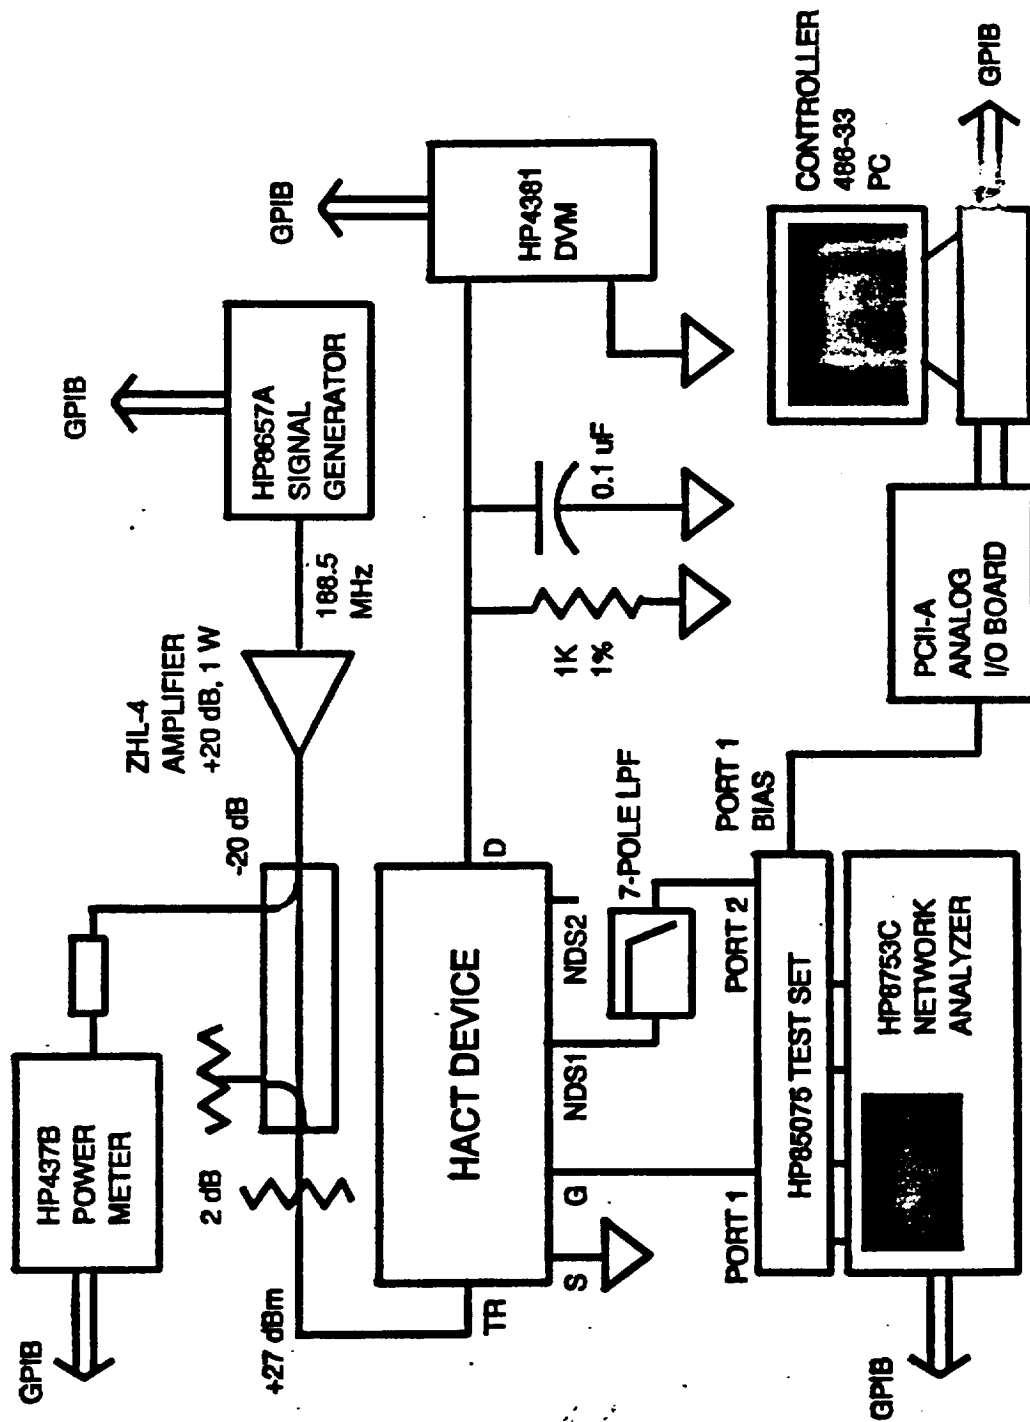 GPIB
HP437B
POWER
METER
2 dB
-20 dB
+27 dBm
ZHL-4
AMPLIFIER
+20 dB, 1 W
188.5
MHz
GPIB
HP8657A
SIGNAL
GENERATOR
TR
HACT DEVICE
D
S
G
NDS1
NDS2
1K
1%
0.1 uF
GPIB
HP4381
DVM
7-POLE LPF
PORT 1
PORT 2
PORT 1
BIAS
HP85075 TEST SET
HP8753C
NETWORK
ANALYZER
GPIB
PCII-A
ANALOG
I/O BOARD
CONTROLLER
486-33
PC
GPIB